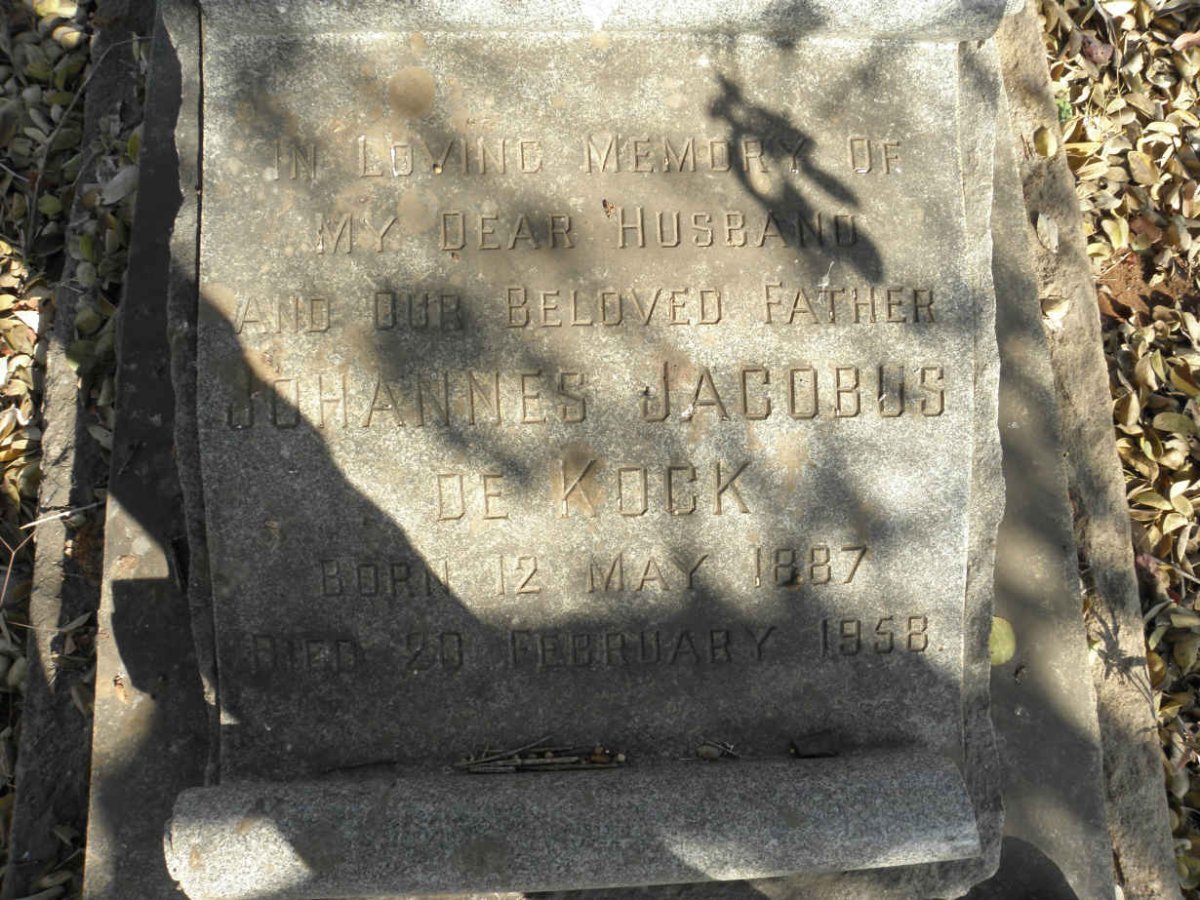 In Loving Memory Of
My Dear Husband
And Our Beloved Father
Johannes Jacobus
de Kock
Born 12 May 1887
Died 20 February 1958.